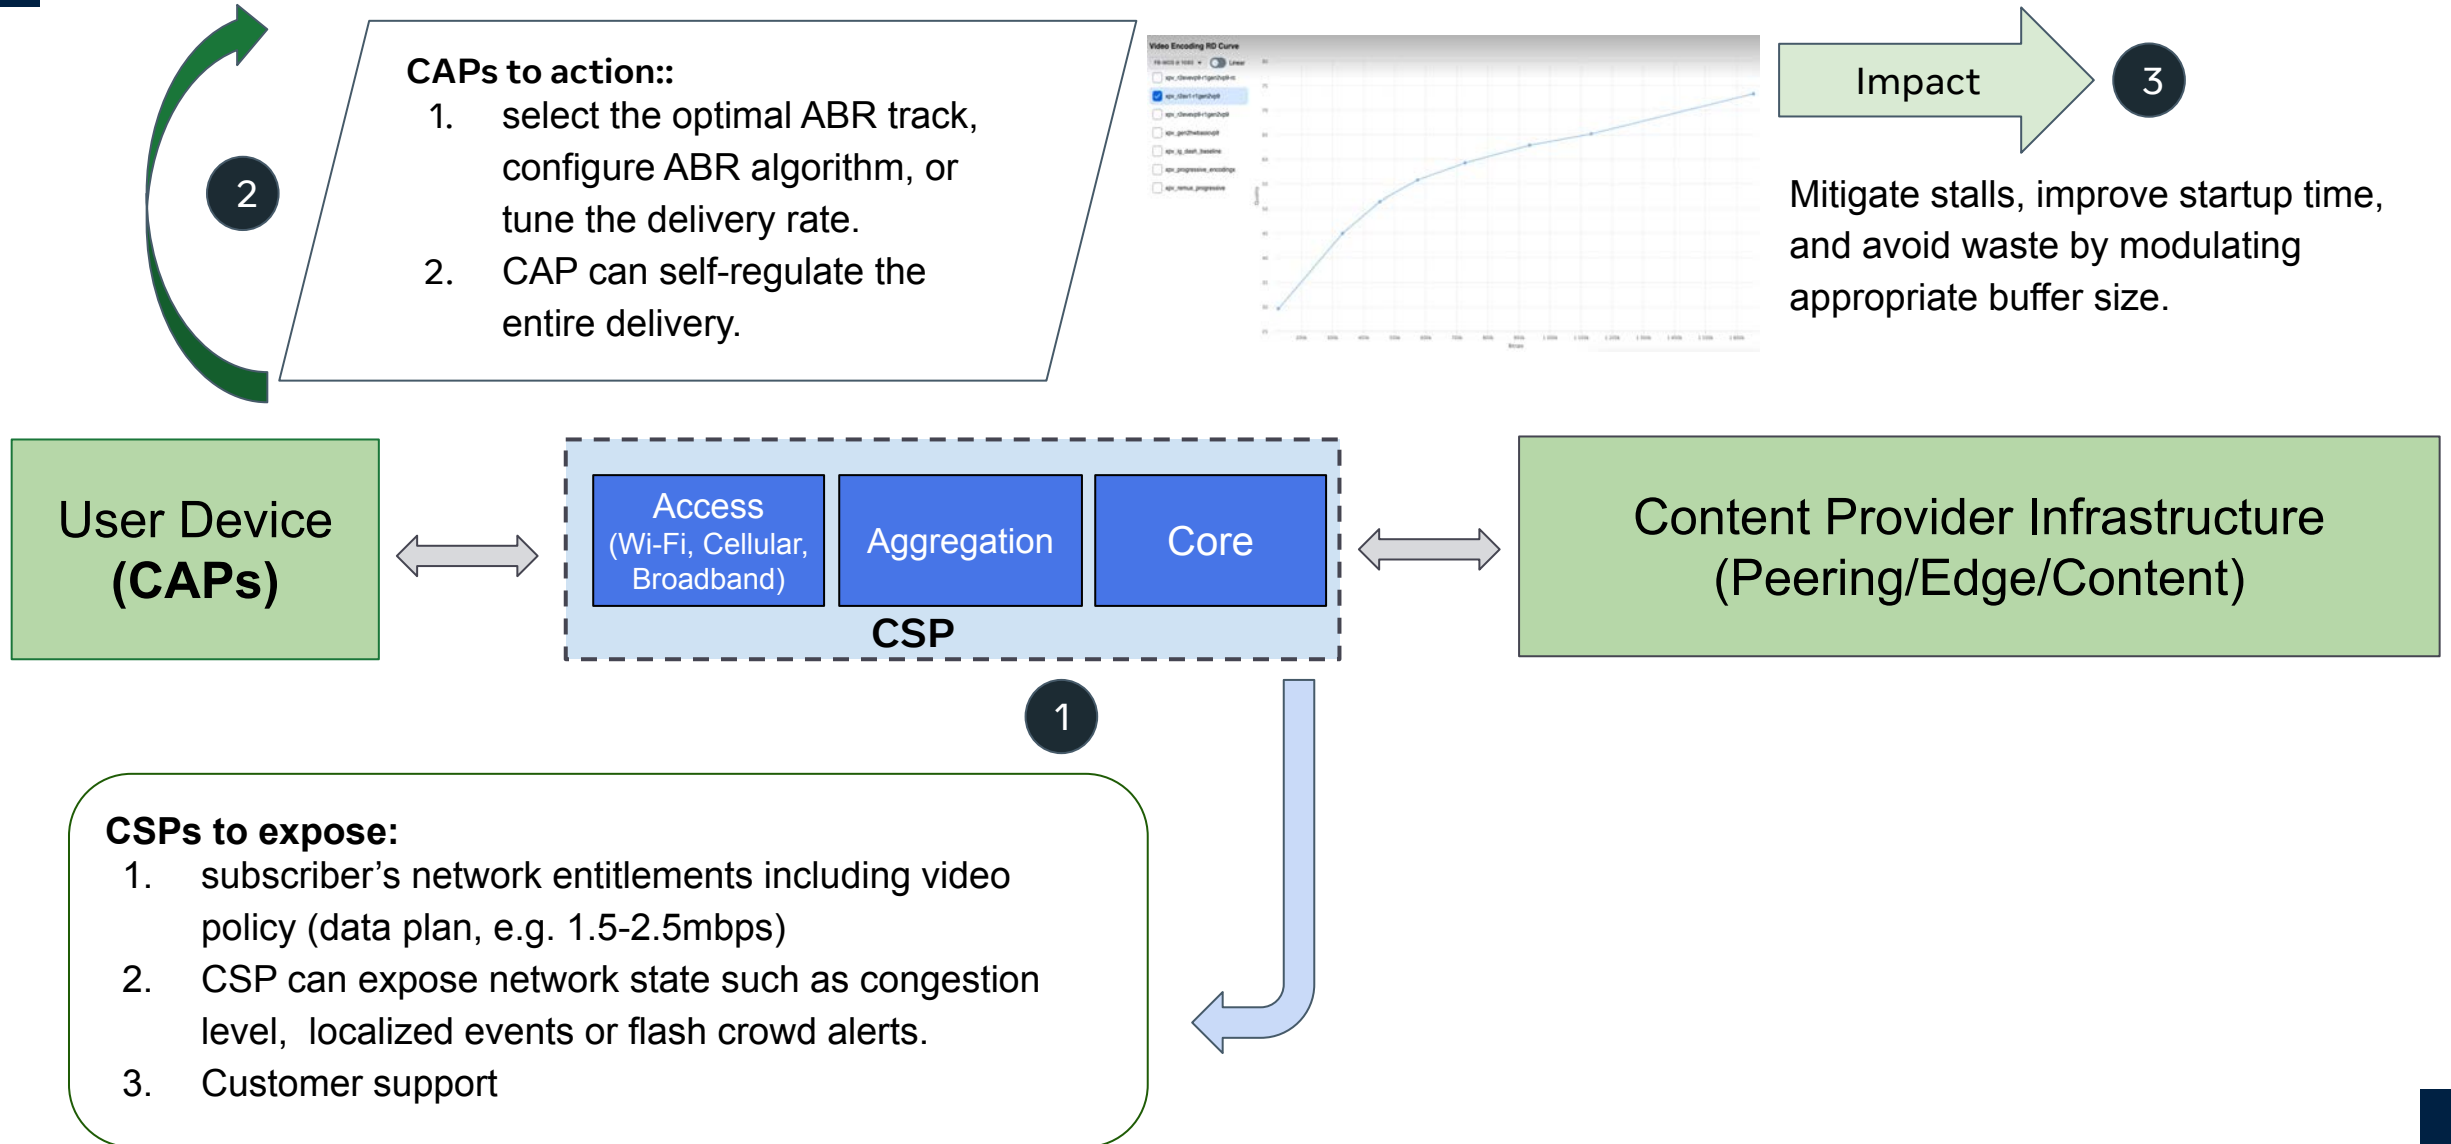 CAPs to action::
1. select the optimal ABR track,
configure ABR algorithm, or
tune the delivery rate.
2. CAP can self-regulate the
entire delivery.
2
Video Encoding RD Curve
Linear
xpv_progressive_encodings
xpv_remus_progressive
Quality
Bitrate
Impact
3
Mitigate stalls, improve startup time,
and avoid waste by modulating
appropriate buffer size.
User Device
(CAPs)
Access
(Wi-Fi, Cellular,
Broadband)
Aggregation
Core
CSP
Content Provider Infrastructure
(Peering/Edge/Content)
1
CSPs to expose:
1. subscriber’s network entitlements including video
policy (data plan, e.g. 1.5-2.5mbps)
2. CSP can expose network state such as congestion
level, localized events or flash crowd alerts.
3. Customer support